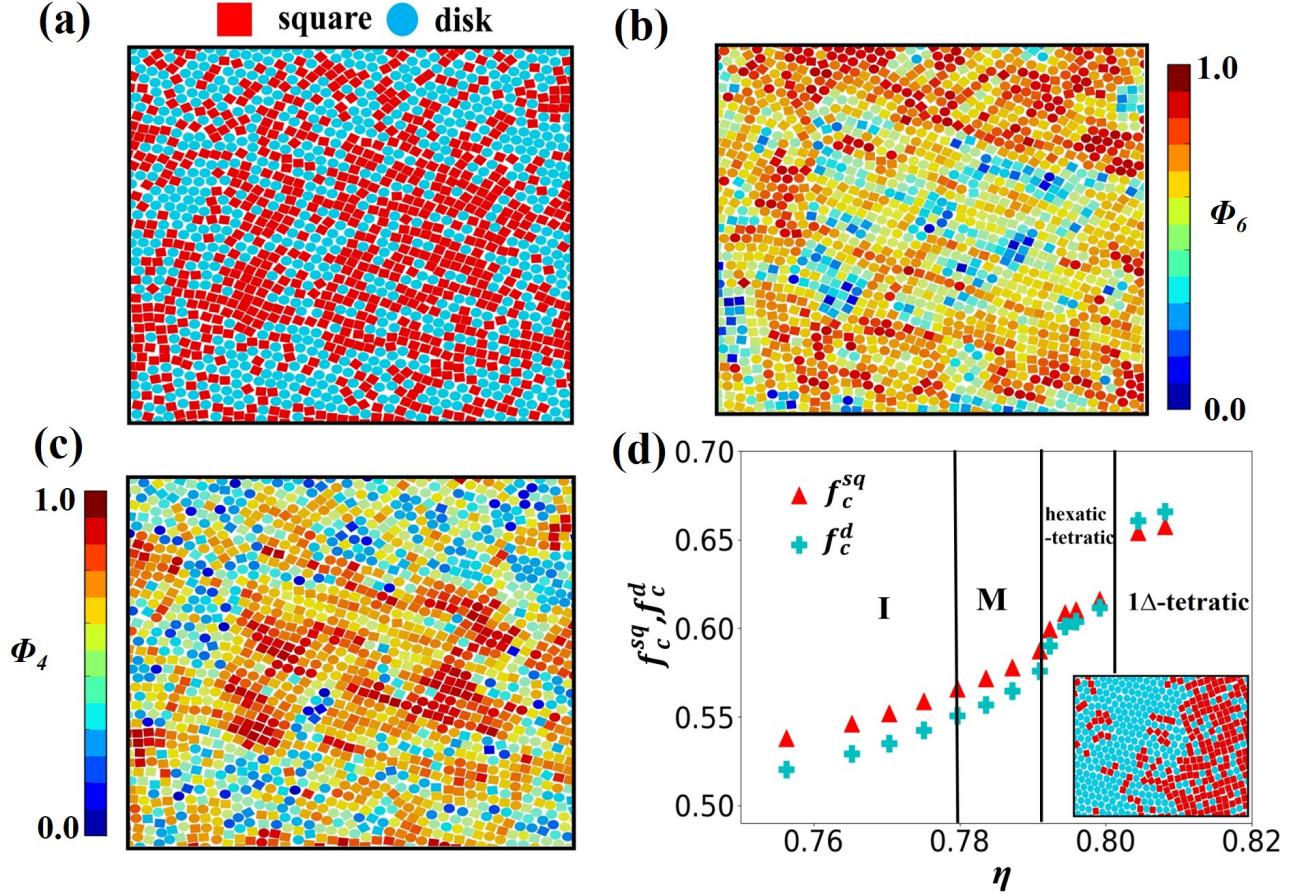 (a)
square disk
(b)
1.0
Φ6
0.0
(c)
1.0
Φ4
0.0
(d)
0.70
0.65
0.60
0.55
0.50
f_c^sq, f_c^d
f_c^sq
f_c^d
I
M
hexatic
-tetratic
1Δ-tetratic
0.76 0.78 0.80 0.82
η